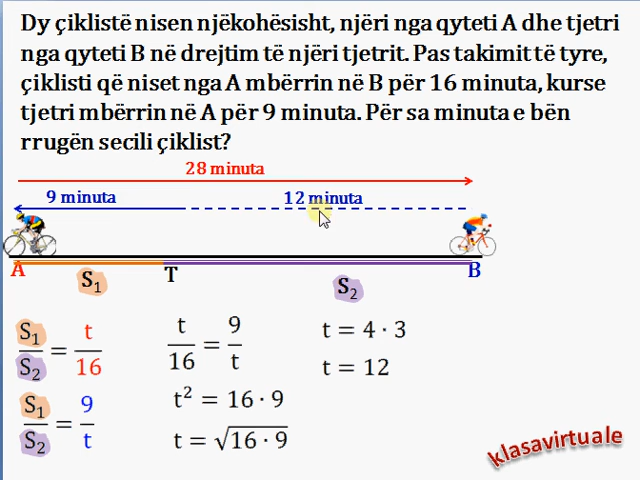 Dy çiklistë nisen njëkohësisht, njëri nga qyteti A dhe tjetri
nga qyteti B në drejtim të njëri tjetrit. Pas takimit të tyre,
çiklisti që niset nga A mbërrin në B për 16 minuta, kurse
tjetri mbërrin në A për 9 minuta. Për sa minuta e bën
rrugën secili çiklist?
28 minuta
9 minuta
12 minuta
A
S₁
T
S₂
B
S₁/S₂ = t/16
t/16 = 9/t
t = 4 · 3
t = 12
S₁/S₂ = 9/t
t² = 16 · 9
t = √(16 · 9)
klasavirtuale